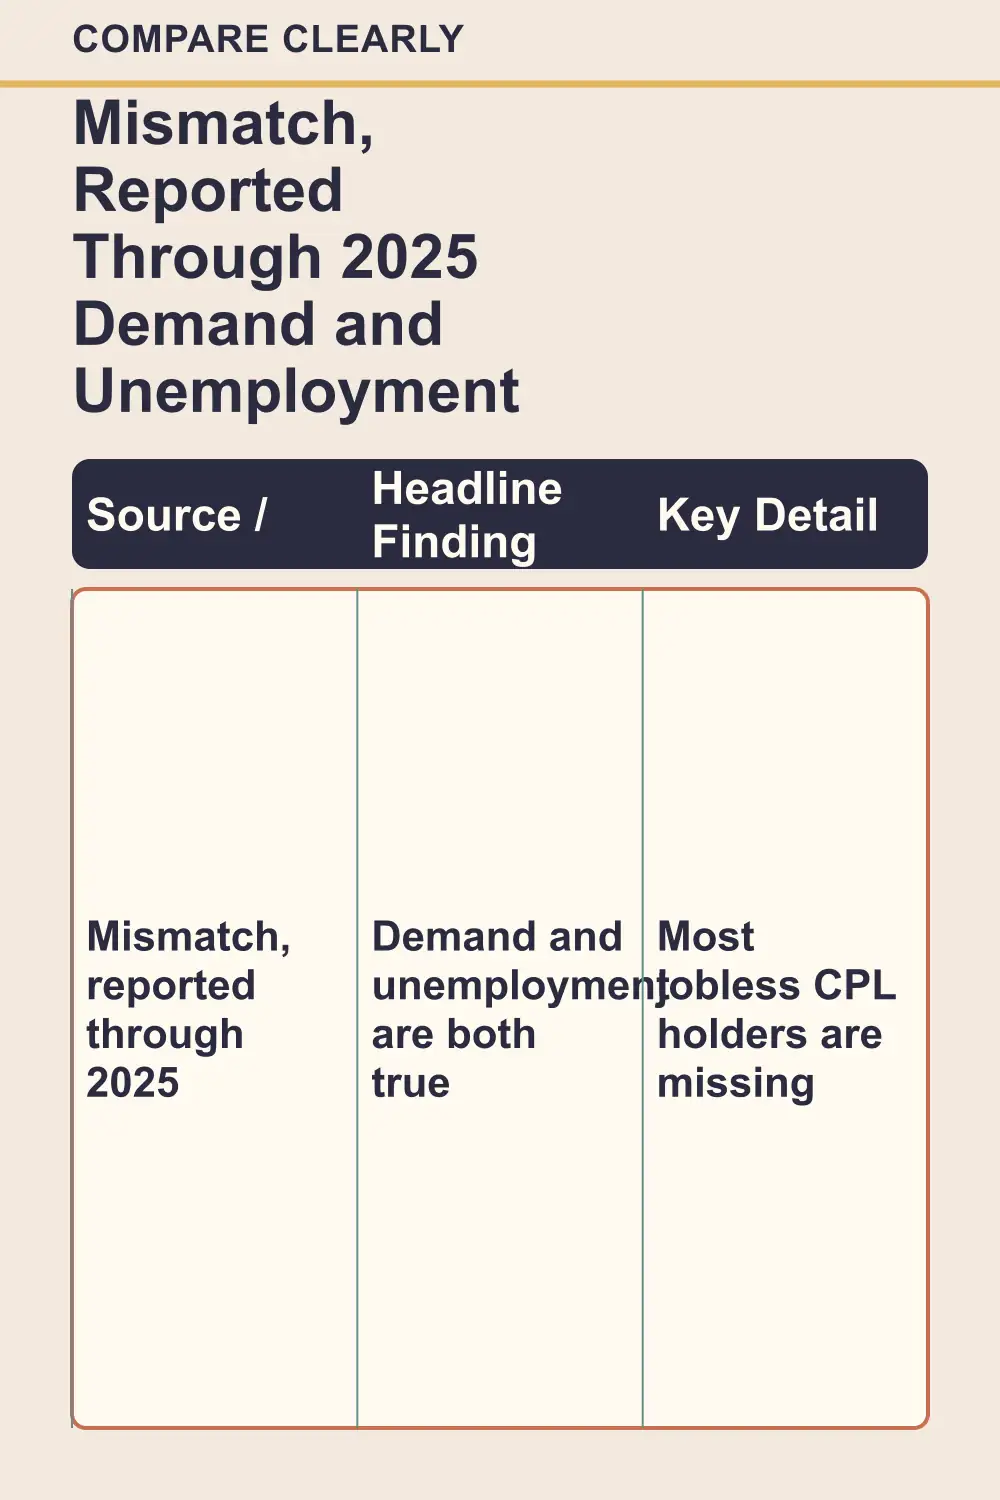 COMPARE CLEARLY
Mismatch,
Reported
Through 2025
Demand and
Unemployment
Source /
Headline
Finding
Key Detail
Mismatch,
reported
through
2025
Demand and
unemployment
are both
true
Most
jobless CPL
holders are
missing